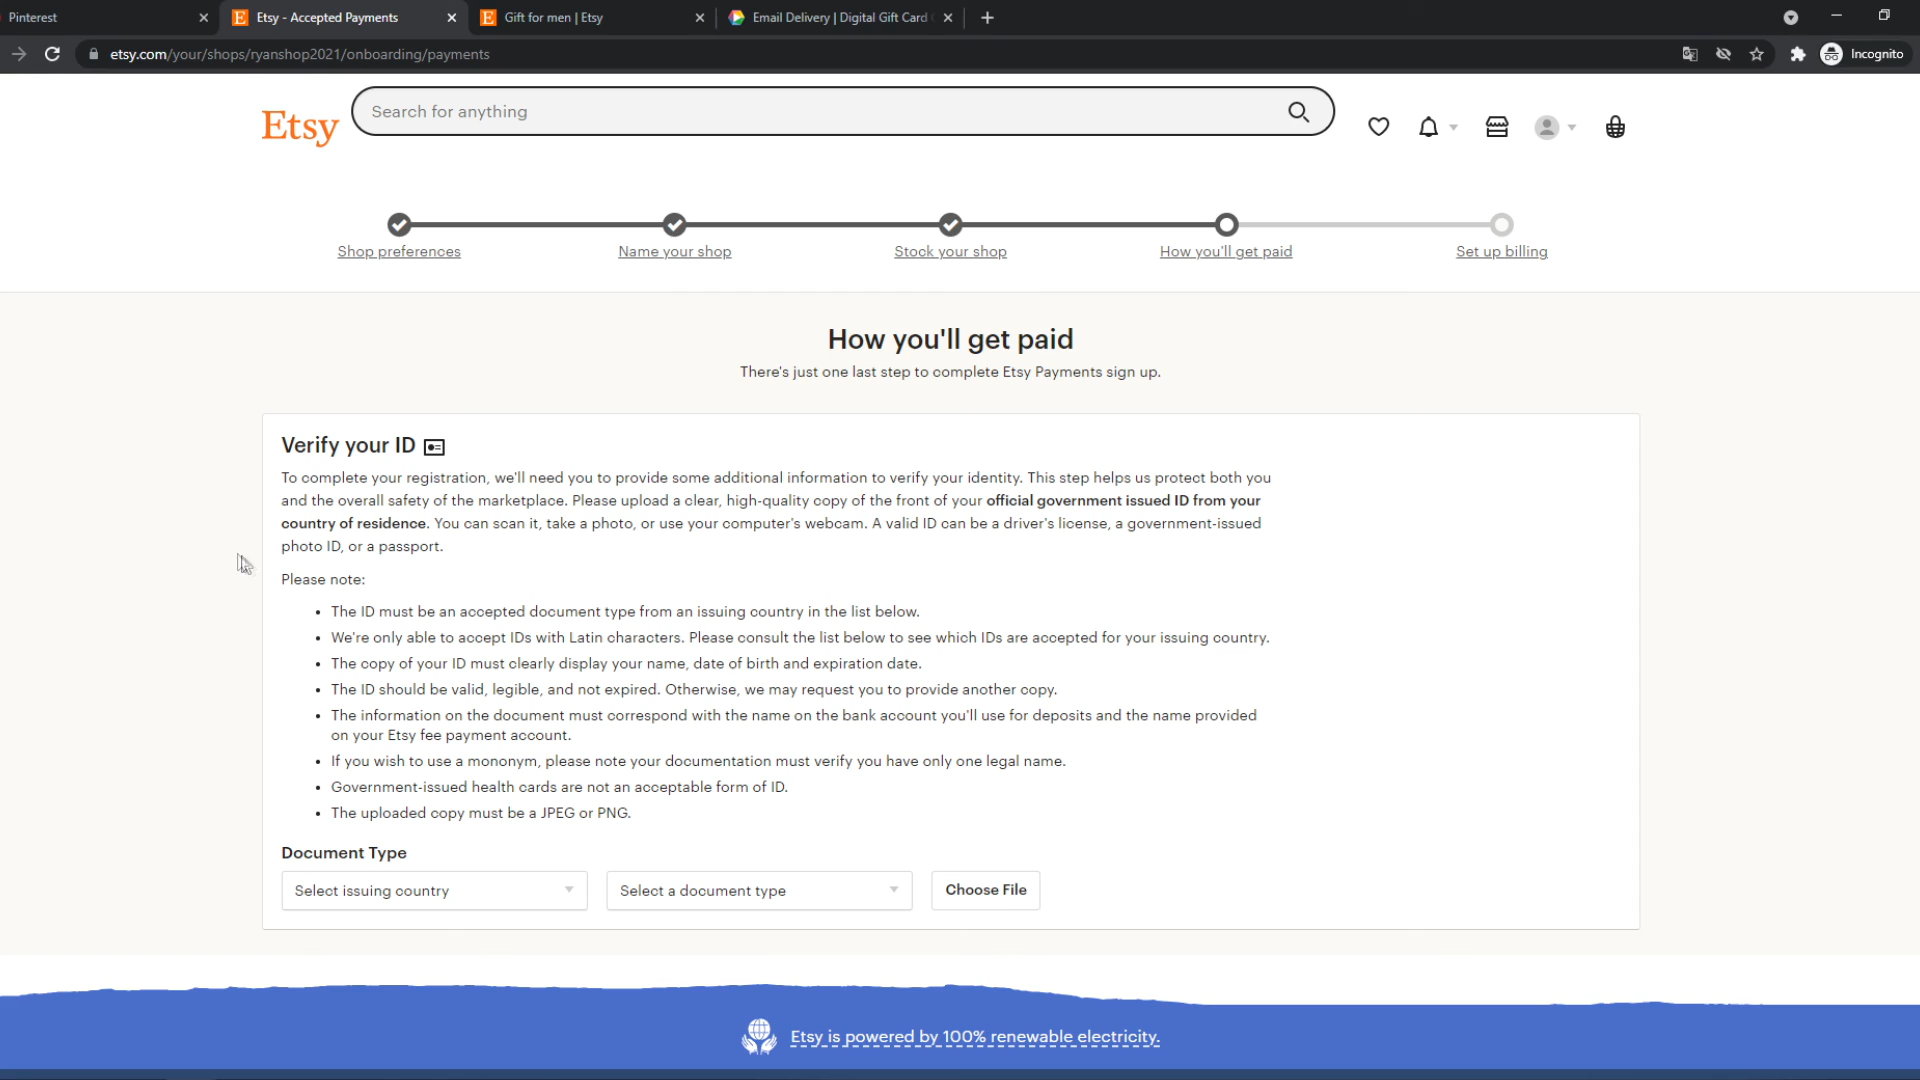 Pinterest
Etsy - Accepted Payments
Gift for men | Etsy
Email Delivery | Digital Gift Card
etsy.com/your/shops/ryanshop2021/onboarding/payments
Incognito
Etsy
Search for anything
Shop preferences
Name your shop
Stock your shop
How you'll get paid
Set up billing
How you'll get paid
There's just one last step to complete Etsy Payments sign up.
Verify your ID
To complete your registration, we'll need you to provide some additional information to verify your identity. This step helps us protect both you
and the overall safety of the marketplace. Please upload a clear, high-quality copy of the front of your official government issued ID from your
country of residence. You can scan it, take a photo, or use your computer's webcam. A valid ID can be a driver's license, a government-issued
photo ID, or a passport.
Please note:
• The ID must be an accepted document type from an issuing country in the list below.
• We're only able to accept IDs with Latin characters. Please consult the list below to see which IDs are accepted for your issuing country.
• The copy of your ID must clearly display your name, date of birth and expiration date.
• The ID should be valid, legible, and not expired. Otherwise, we may request you to provide another copy.
• The information on the document must correspond with the name on the bank account you'll use for deposits and the name provided
on your Etsy fee payment account.
• If you wish to use a mononym, please note your documentation must verify you have only one legal name.
• Government-issued health cards are not an acceptable form of ID.
• The uploaded copy must be a JPEG or PNG.
Document Type
Select issuing country
Select a document type
Choose File
Etsy is powered by 100% renewable electricity.